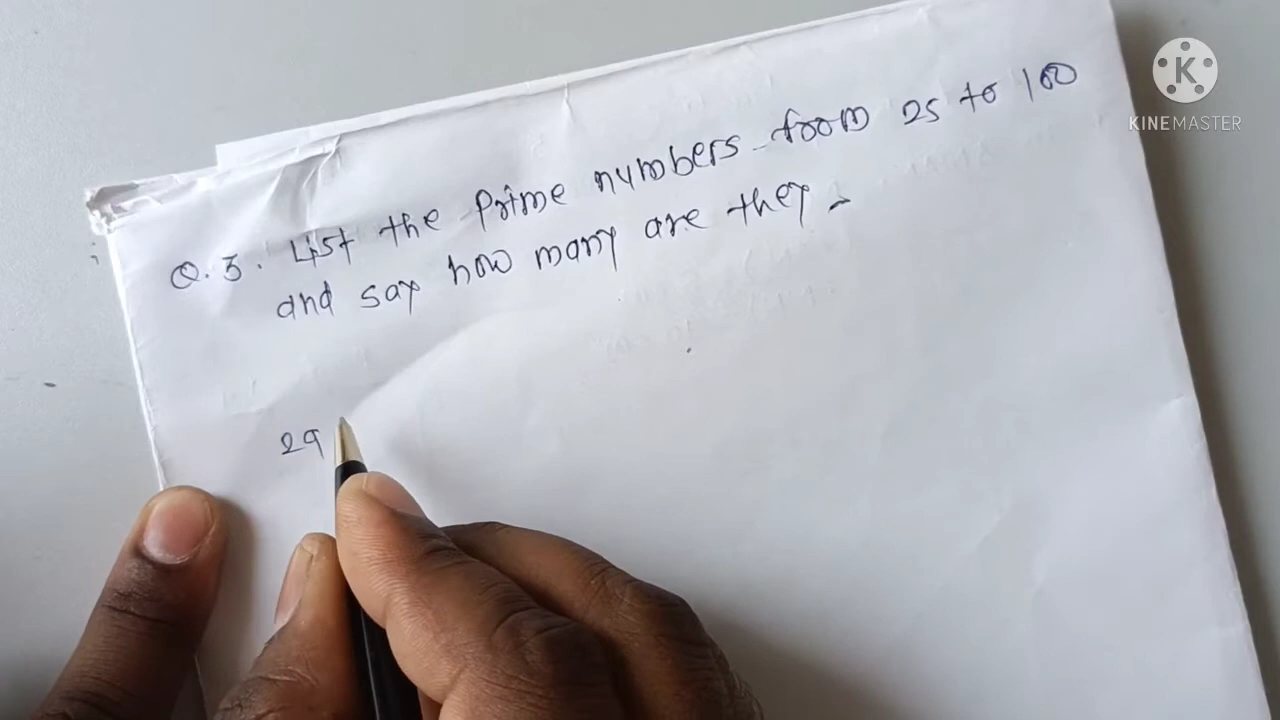 KINEMASTER
Q. 3. List the prime numbers from 25 to 100
and say how many are they.
29